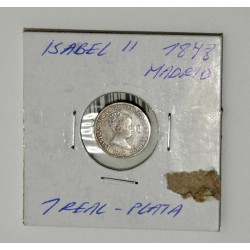 ISABEL II 1848
MADRID
1 REAL - PLATA